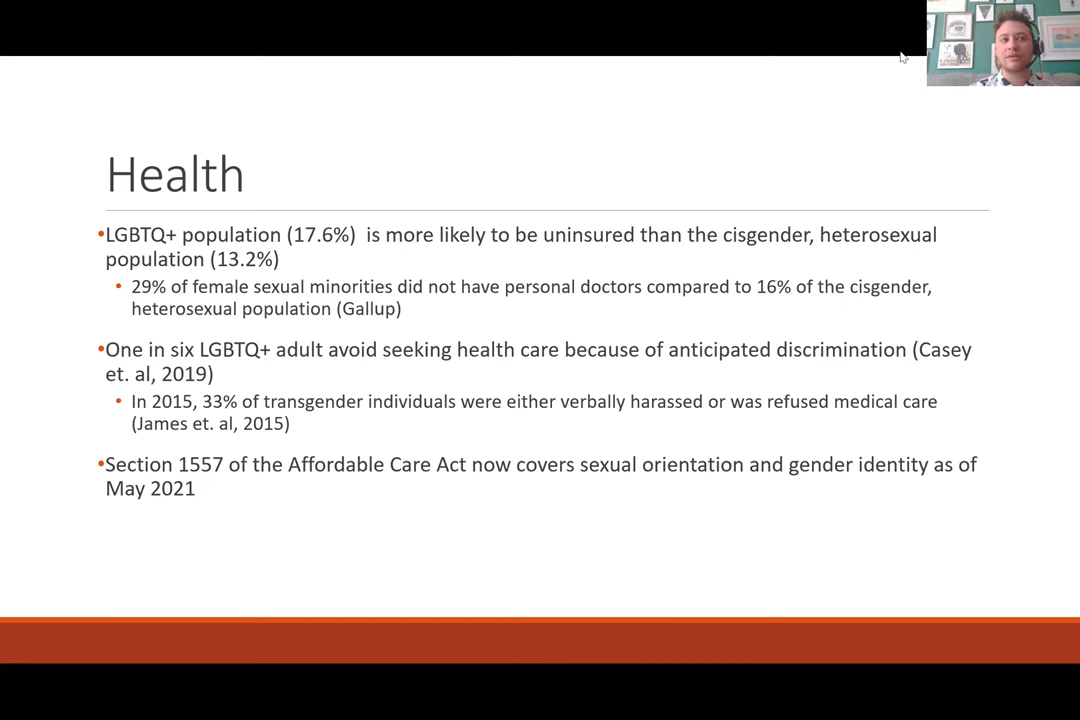 Health
•LGBTQ+ population (17.6%)  is more likely to be uninsured than the cisgender, heterosexual
population (13.2%)
• 29% of female sexual minorities did not have personal doctors compared to 16% of the cisgender,
heterosexual population (Gallup)
•One in six LGBTQ+ adult avoid seeking health care because of anticipated discrimination (Casey
et. al, 2019)
• In 2015, 33% of transgender individuals were either verbally harassed or was refused medical care
(James et. al, 2015)
•Section 1557 of the Affordable Care Act now covers sexual orientation and gender identity as of
May 2021